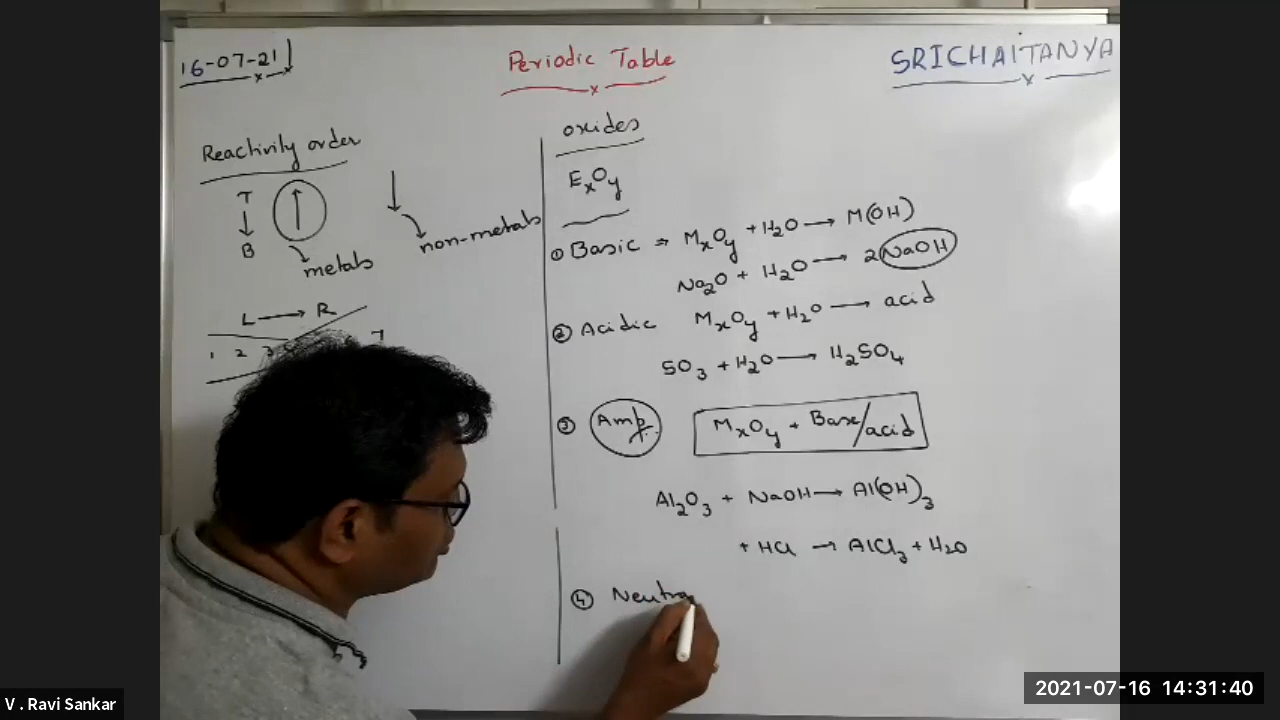 16-07-21
Periodic Table
SRICHAITANYA
Reactivity order
T
B
metals
non-metals
L → R
1 2 3
7
oxides
ExOy
① Basic ⇒ MxOy + H2O → M(OH)
Na2O + H2O → 2NaOH
② Acidic MxOy + H2O → acid
SO3 + H2O → H2SO4
③ Amp. MxOy + Base/acid
Al2O3 + NaOH → Al(OH)3
+ HCl → AlCl3 + H2O
④ Neutra
V . Ravi Sankar
2021-07-16 14:31:40